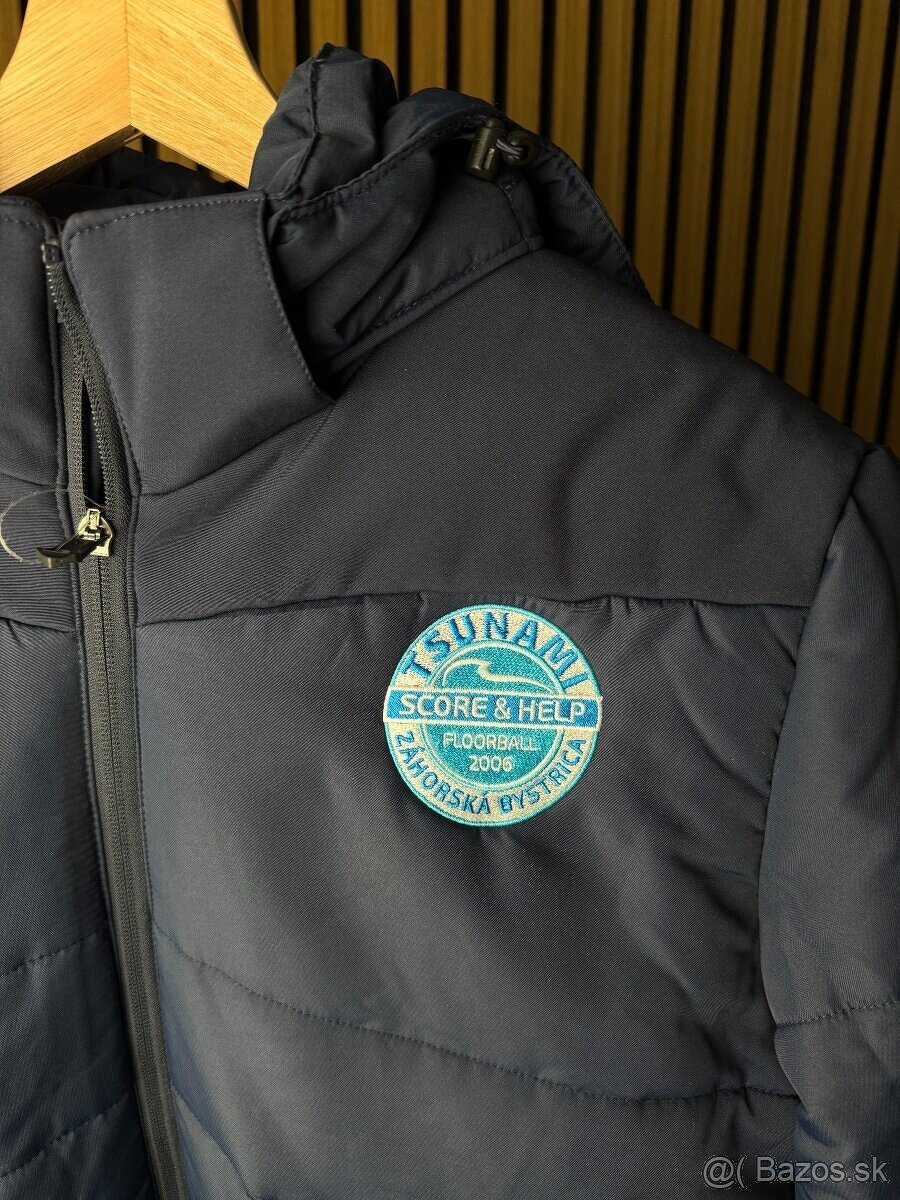 TSUNAMI
SCORE & HELP
FLOORBALL
2006
ZÁHORSKÁ BYSTRICA
@( Bazos.sk